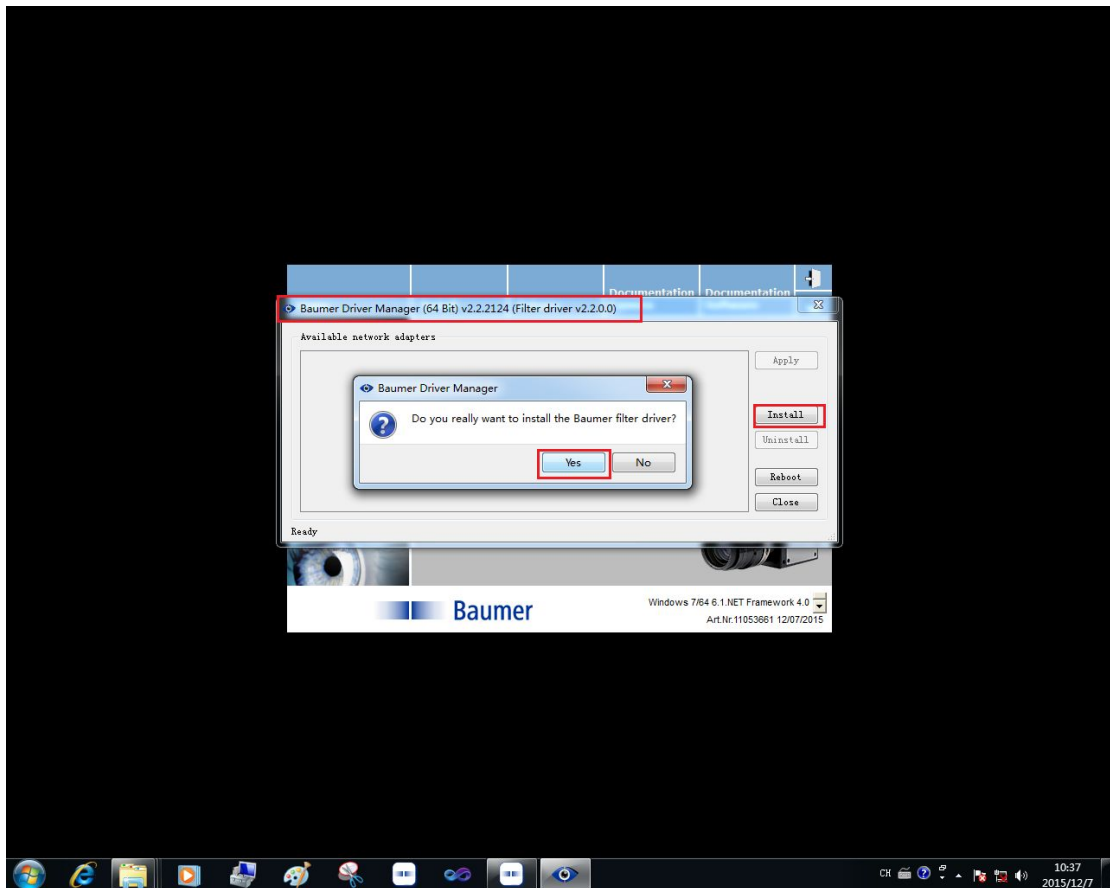 Documentation Documentation
Baumer Driver Manager (64 Bit) v2.2.2124 (Filter driver v2.2.0.0)
Available network adapters
Apply
Baumer Driver Manager
Do you really want to install the Baumer filter driver?
Install
Uninstall
Yes No
Reboot
Close
Ready
Baumer
Windows 7/64 6.1.NET Framework 4.0
Art.Nr.11053661 12/07/2015
CH
10:37
2015/12/7